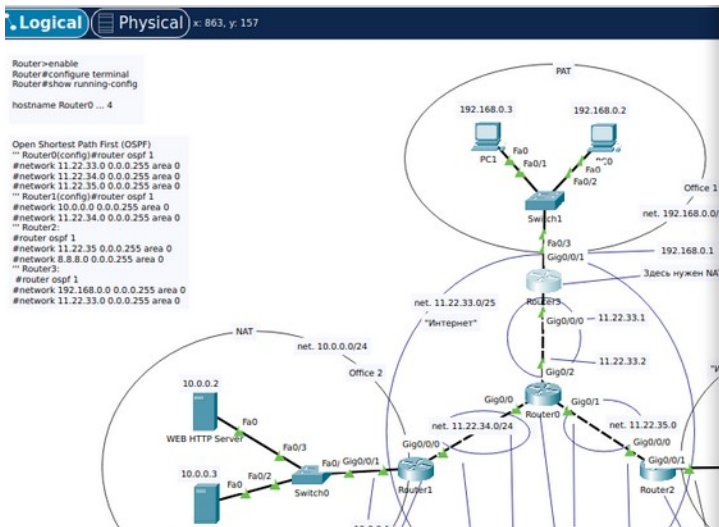 Logical
Physical
x: 863, y: 157
Router>enable
Router#configure terminal
Router#show running-config
hostname Router0 ... 4
Open Shortest Path First (OSPF)
''' Router0(config)#router ospf 1
#network 11.22.33.0 0.0.0.255 area 0
#network 11.22.34.0 0.0.0.255 area 0
#network 11.22.35.0 0.0.0.255 area 0
''' Router1(config)#router ospf 1
#network 10.0.0.0 0.0.0.255 area 0
#network 11.22.34.0 0.0.0.255 area 0
''' Router2:
#router ospf 1
#network 11.22.35 0.0.0.255 area 0
#network 8.8.8.0 0.0.0.255 area 0
''' Router3:
#router ospf 1
#network 192.168.0.0 0.0.0.255 area 0
#network 11.22.33.0 0.0.0.255 area 0
PAT
192.168.0.3
192.168.0.2
PC1
Fa0
Fa0/1
Fa0
Fa0/2
Switch1
Office 1
net. 192.168.0.0/
Fa0/3
Gig0/0/1
192.168.0.1
Здесь нужен NA
Router3
net. 11.22.33.0/25
"Интернет"
Gig0/0/0
11.22.33.1
11.22.33.2
Gig0/2
NAT
net. 10.0.0.0/24
Office 2
Gig0/0
Router0
Gig0/1
net. 11.22.34.0/24
net. 11.22.35.0
10.0.0.2
WEB HTTP Server
Fa0
Fa0/3
Gig0/0/0
Gig0/0/0
Fa0/
Gig0/0/1
Gig0/0/1
10.0.0.3
Fa0
Fa0/2
Switch0
Router1
Router2